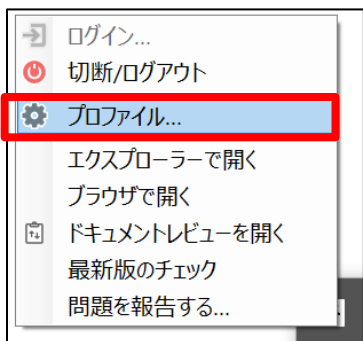 ログイン...
切断/ログアウト
プロファイル...
エクスプローラーで開く
ブラウザで開く
ドキュメントレビューを開く
最新版のチェック
問題を報告する...